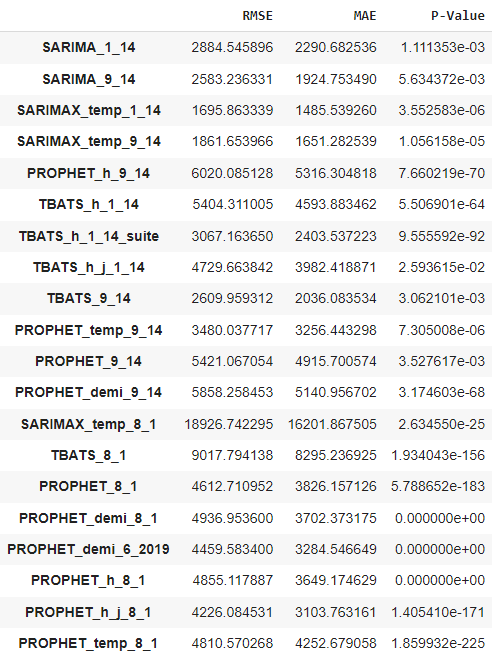 RMSE MAE P-Value
SARIMA_1_14 2884.545896 2290.682536 1.111353e-03
SARIMA_9_14 2583.236331 1924.753490 5.634372e-03
SARIMAX_temp_1_14 1695.863339 1485.539260 3.552583e-06
SARIMAX_temp_9_14 1861.653966 1651.282539 1.056158e-05
PROPHET_h_9_14 6020.085128 5316.304818 7.660219e-70
TBATS_h_1_14 5404.311005 4593.883462 5.506901e-64
TBATS_h_1_14_suite 3067.163650 2403.537223 9.555592e-92
TBATS_h_j_1_14 4729.663842 3982.418871 2.593615e-02
TBATS_9_14 2609.959312 2036.083534 3.062101e-03
PROPHET_temp_9_14 3480.037717 3256.443298 7.305008e-06
PROPHET_9_14 5421.067054 4915.700574 3.527617e-03
PROPHET_demi_9_14 5858.258453 5140.956702 3.174603e-68
SARIMAX_temp_8_1 18926.742295 16201.867505 2.634550e-25
TBATS_8_1 9017.794138 8295.236925 1.934043e-156
PROPHET_8_1 4612.710952 3826.157126 5.788652e-183
PROPHET_demi_8_1 4936.953600 3702.373175 0.000000e+00
PROPHET_demi_6_2019 4459.583400 3284.546649 0.000000e+00
PROPHET_h_8_1 4855.117887 3649.174629 0.000000e+00
PROPHET_h_j_8_1 4226.084531 3103.763161 1.405410e-171
PROPHET_temp_8_1 4810.570268 4252.679058 1.859932e-225